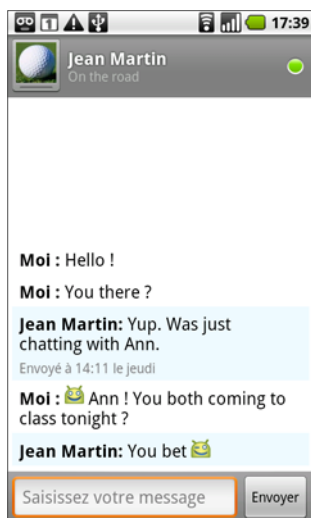 17:39
Jean Martin
On the road
Moi : Hello !
Moi : You there ?
Jean Martin: Yup. Was just
chatting with Ann.
Envoyé à 14:11 le jeudi
Moi : Ann ! You both coming to
class tonight ?
Jean Martin: You bet
Saisissez votre message
Envoyer